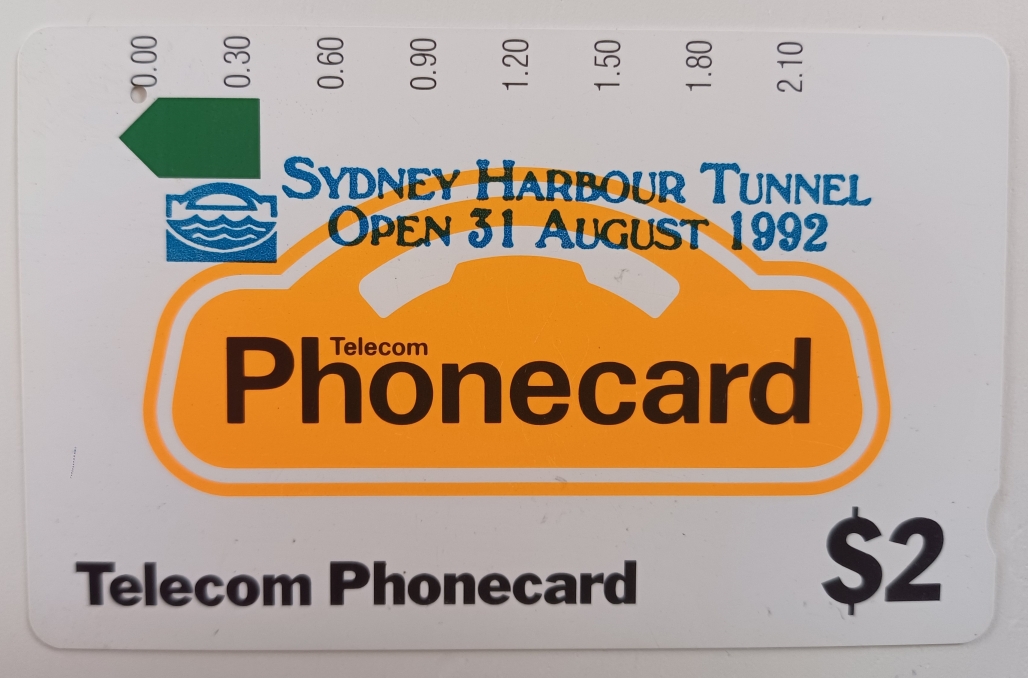 0.00 0.30 0.60 0.90 1.20 1.50 1.80 2.10
SYDNEY HARBOUR TUNNEL
OPEN 31 AUGUST 1992
Telecom
Phonecard
$2
Telecom Phonecard